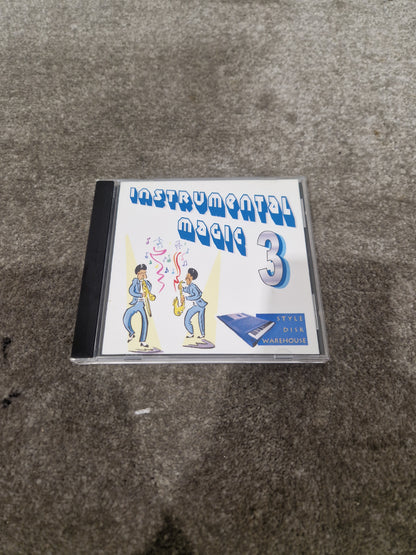 INSTRUMENTAL
MAGIC
3
STYLE
DISK
WAREHOUSE